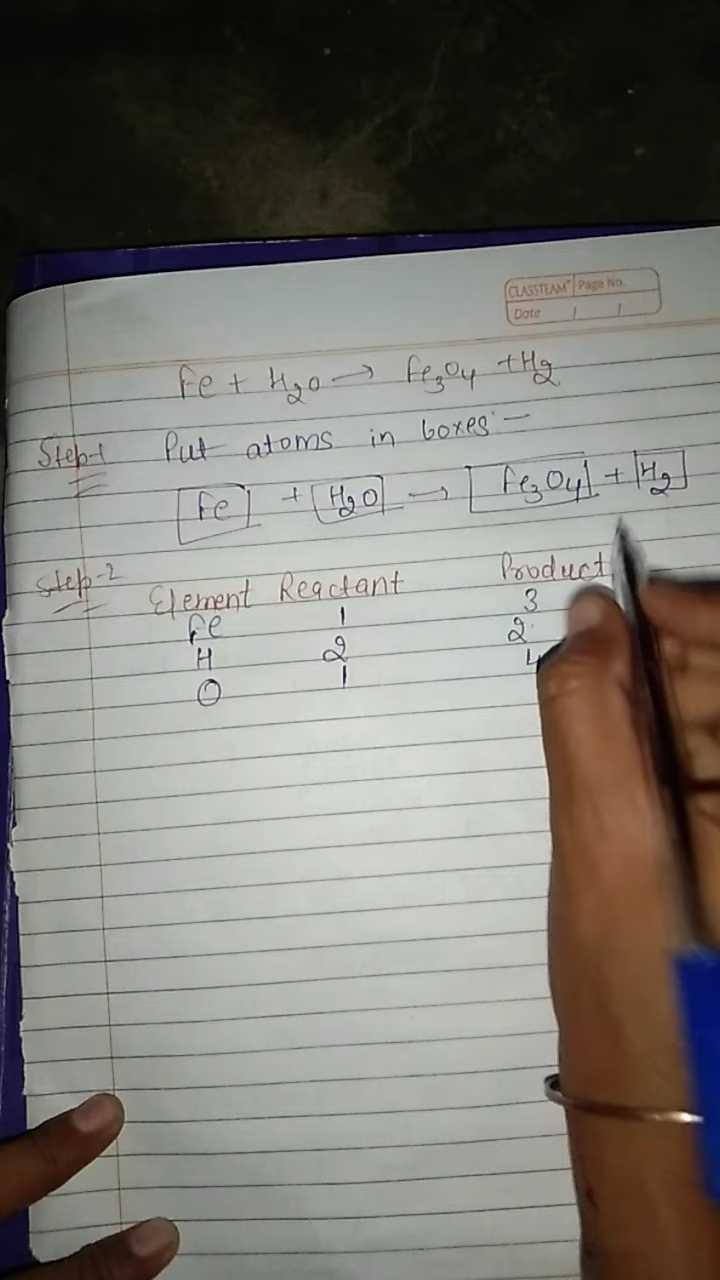 CLASSTEAM Page No.
Date / /
Fe + H₂O → Fe₃O₄ + H₂
Step-1 Put atoms in boxes:-
Fe + H₂O → Fe₃O₄ + H₂
Step-2 Element Reactant Product
Fe 1 3
H 2 2
O 1 4